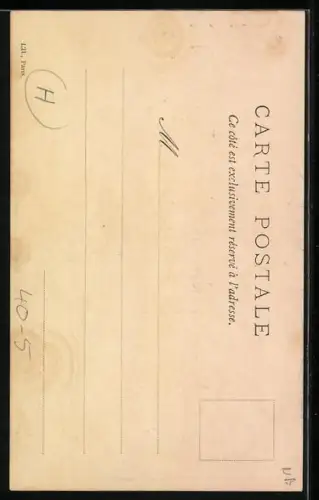 CARTE POSTALE
Ce côté est exclusivement réservé à l'adresse.
M
H
40-5